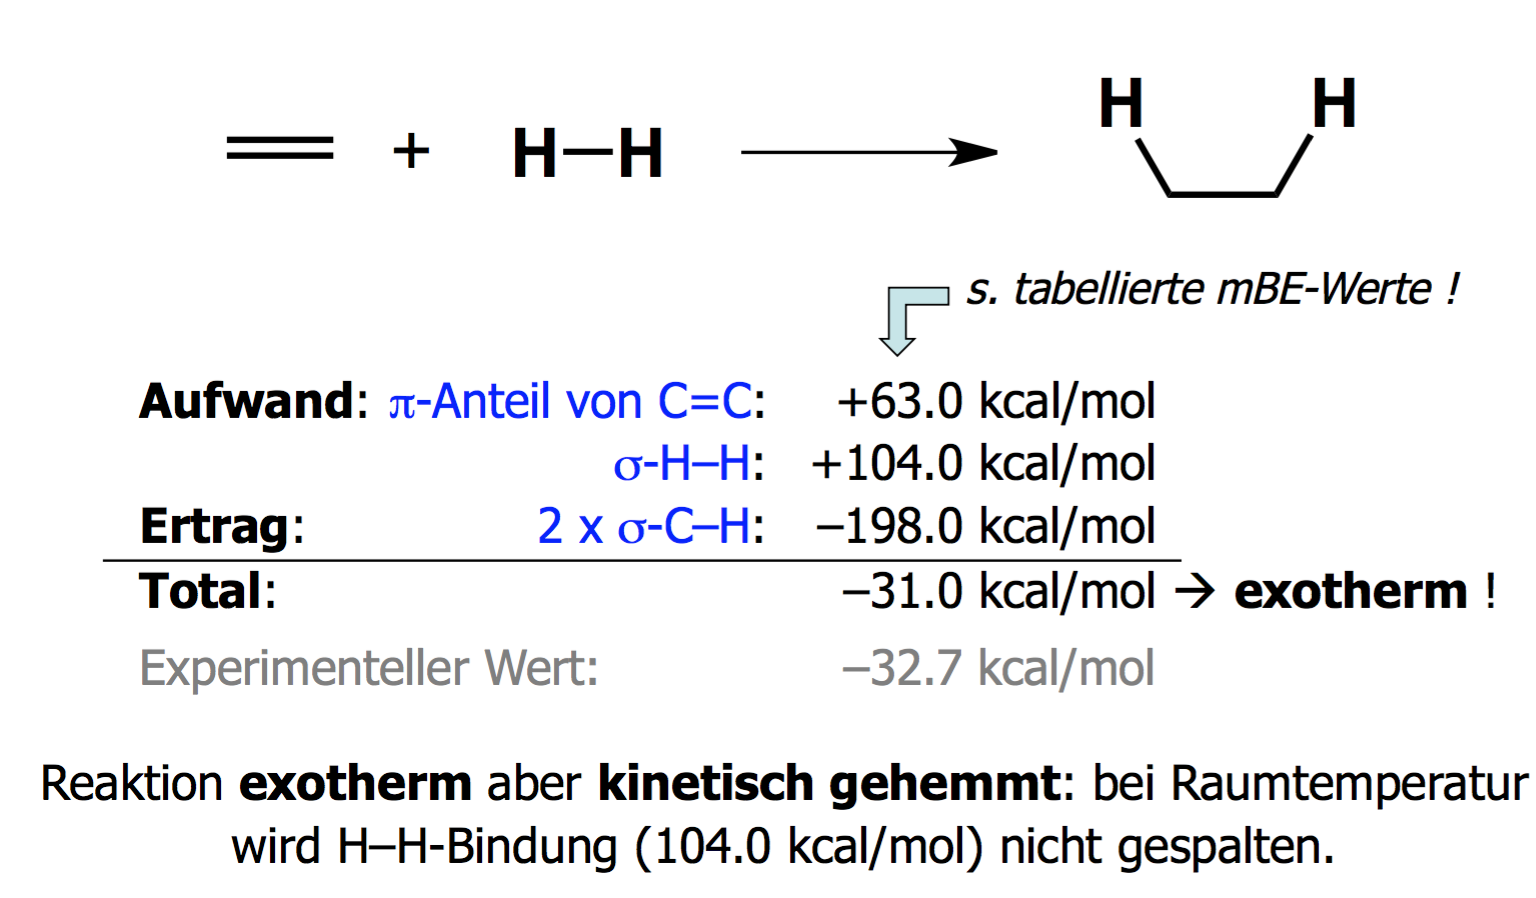 + H–H
H H
s. tabellierte mBE-Werte !
Aufwand: π-Anteil von C=C: +63.0 kcal/mol
σ-H–H: +104.0 kcal/mol
Ertrag: 2 x σ-C–H: –198.0 kcal/mol
Total: –31.0 kcal/mol → exotherm !
Experimenteller Wert: –32.7 kcal/mol
Reaktion exotherm aber kinetisch gehemmt: bei Raumtemperatur
wird H–H-Bindung (104.0 kcal/mol) nicht gespalten.